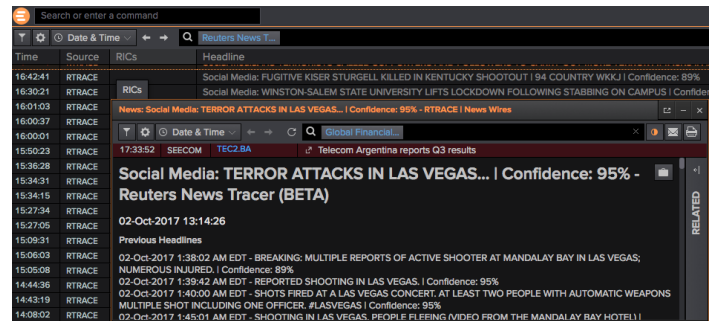 Search or enter a command
Date & Time
Reuters News T...
Time Source RICs Headline
16:42:41 RTRACE Social Media: FUGITIVE KISER STURGELL KILLED IN KENTUCKY SHOOTOUT | 94 COUNTRY WKKJ | Confidence: 89%
16:30:21 RTRACE Social Media: WINSTON-SALEM STATE UNIVERSITY LIFTS LOCKDOWN FOLLOWING STABBING ON CAMPUS | Confiden
RICs
16:01:03 RTRACE
News: Social Media: TERROR ATTACKS IN LAS VEGAS... | Confidence: 95% - RTRACE | News Wires
16:00:37 RTRACE
16:00:01 RTRACE
Date & Time
Global Financial...
15:50:23 RTRACE
17:33:52 SEECOM TEC2.BA Telecom Argentina reports Q3 results
15:36:28 RTRACE
15:34:31 RTRACE
15:34:15 RTRACE
15:27:34 RTRACE
15:27:05 RTRACE
15:09:31 RTRACE
15:06:03 RTRACE
15:05:08 RTRACE
14:44:36 RTRACE
14:43:19 RTRACE
14:08:02 RTRACE
Social Media: TERROR ATTACKS IN LAS VEGAS... | Confidence: 95% -
Reuters News Tracer (BETA)
02-Oct-2017 13:14:26
Previous Headlines
02-Oct-2017 1:38:02 AM EDT - BREAKING: MULTIPLE REPORTS OF ACTIVE SHOOTER AT MANDALAY BAY IN LAS VEGAS;
NUMEROUS INJURED. | Confidence: 89%
02-Oct-2017 1:39:42 AM EDT - REPORTED SHOOTING IN LAS VEGAS. | Confidence: 95%
02-Oct-2017 1:40:00 AM EDT - SHOTS FIRED AT A LAS VEGAS CONCERT, AT LEAST TWO PEOPLE WITH AUTOMATIC WEAPONS
MULTIPLE SHOT INCLUDING ONE OFFICER. #LASVEGAS | Confidence: 95%
02-Oct-2017 1:45:01 AM EDT - SHOOTING IN LAS VEGAS, PEOPLE FLEEING (VIDEO FROM THE MANDALAY BAY HOTEL) |
RELATED